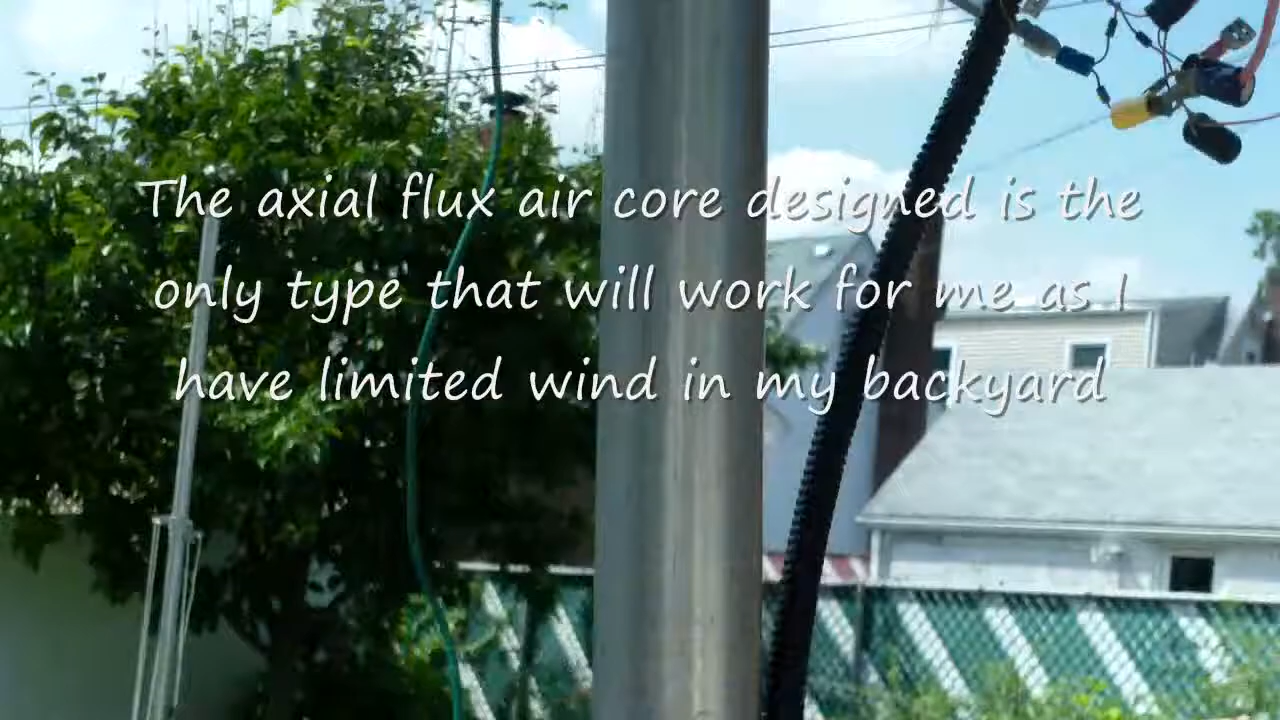 The axial flux air core designed is the
only type that will work for me as I
have limited wind in my backyard